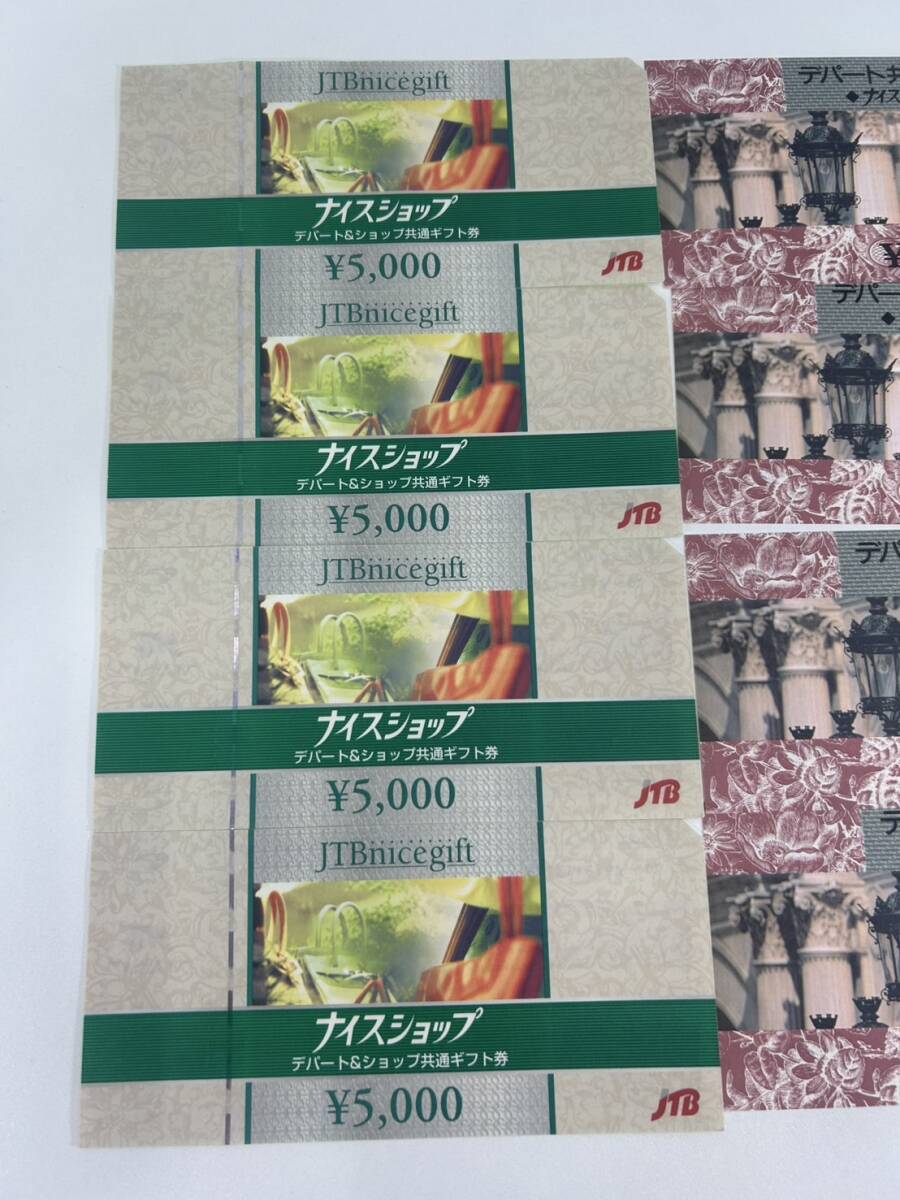 JTBnicegift
ナイスショップ
デパート&ショップ共通ギフト券
¥5,000
JTB
JTBnicegift
ナイスショップ
デパート&ショップ共通ギフト券
¥5,000
JTB
JTBnicegift
ナイスショップ
デパート&ショップ共通ギフト券
¥5,000
JTB
JTBnicegift
ナイスショップ
デパート&ショップ共通ギフト券
¥5,000
JTB
デパート共
◆ナイス
¥
デパート
◆
デパ
デ